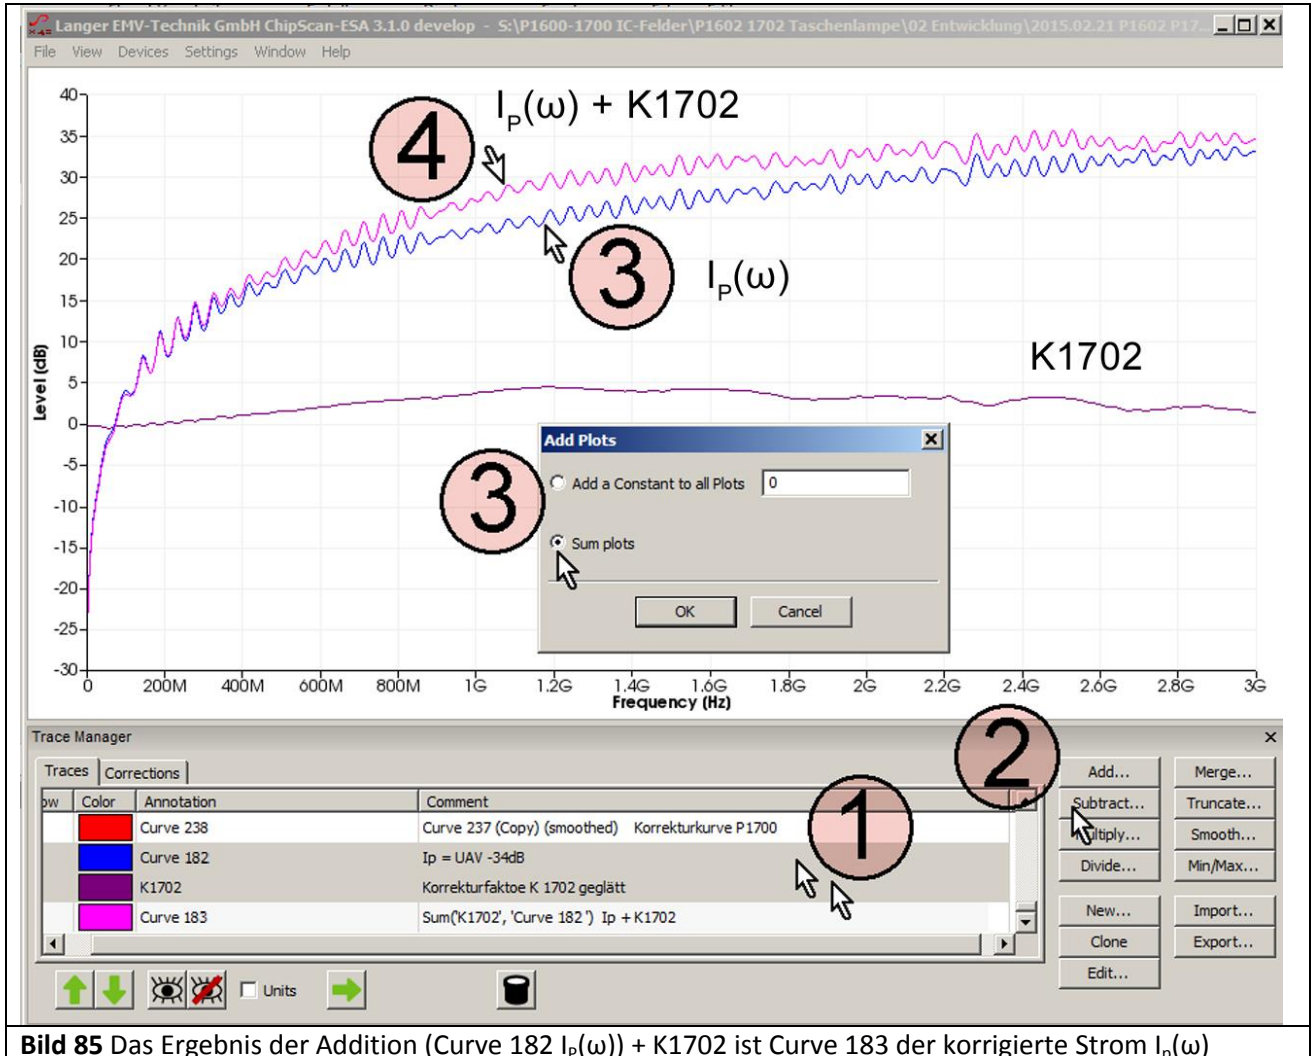 Langer EMV-Technik GmbH ChipScan-ESA 3.1.0 develop - S:\P1600-1700 IC-Felder\P1602 1702 Taschenlampe\02 Entwicklung\2015.02.21 P1602 P17...
File View Devices Settings Window Help
4
I_P(ω) + K1702
3
I_P(ω)
K1702
Level (dB)
40
35
30
25
20
15
10
5
0
-5
-10
-15
-20
-25
-30
Add Plots
3
Add a Constant to all Plots 0
Sum plots
OK Cancel
0 200M 400M 600M 800M 1G 1.2G 1.4G 1.6G 1.8G 2G 2.2G 2.4G 2.6G 2.8G 3G
Frequency (Hz)
Trace Manager
Traces Corrections
ow Color Annotation Comment
Curve 238 Curve 237 (Copy) (smoothed) Korrekturkurve P1700
Curve 182 Ip = UAV -34dB
K1702 Korrekturfaktoe K 1702 geglätt
Curve 183 Sum('K1702', 'Curve 182') Ip + K1702
1
2
Add... Merge...
Subtract... Truncate...
Multiply... Smooth...
Divide... Min/Max...
New... Import...
Clone Export...
Edit...
Units
Bild 85 Das Ergebnis der Addition (Curve 182 I_P(ω)) + K1702 ist Curve 183 der korrigierte Strom I_p(ω)